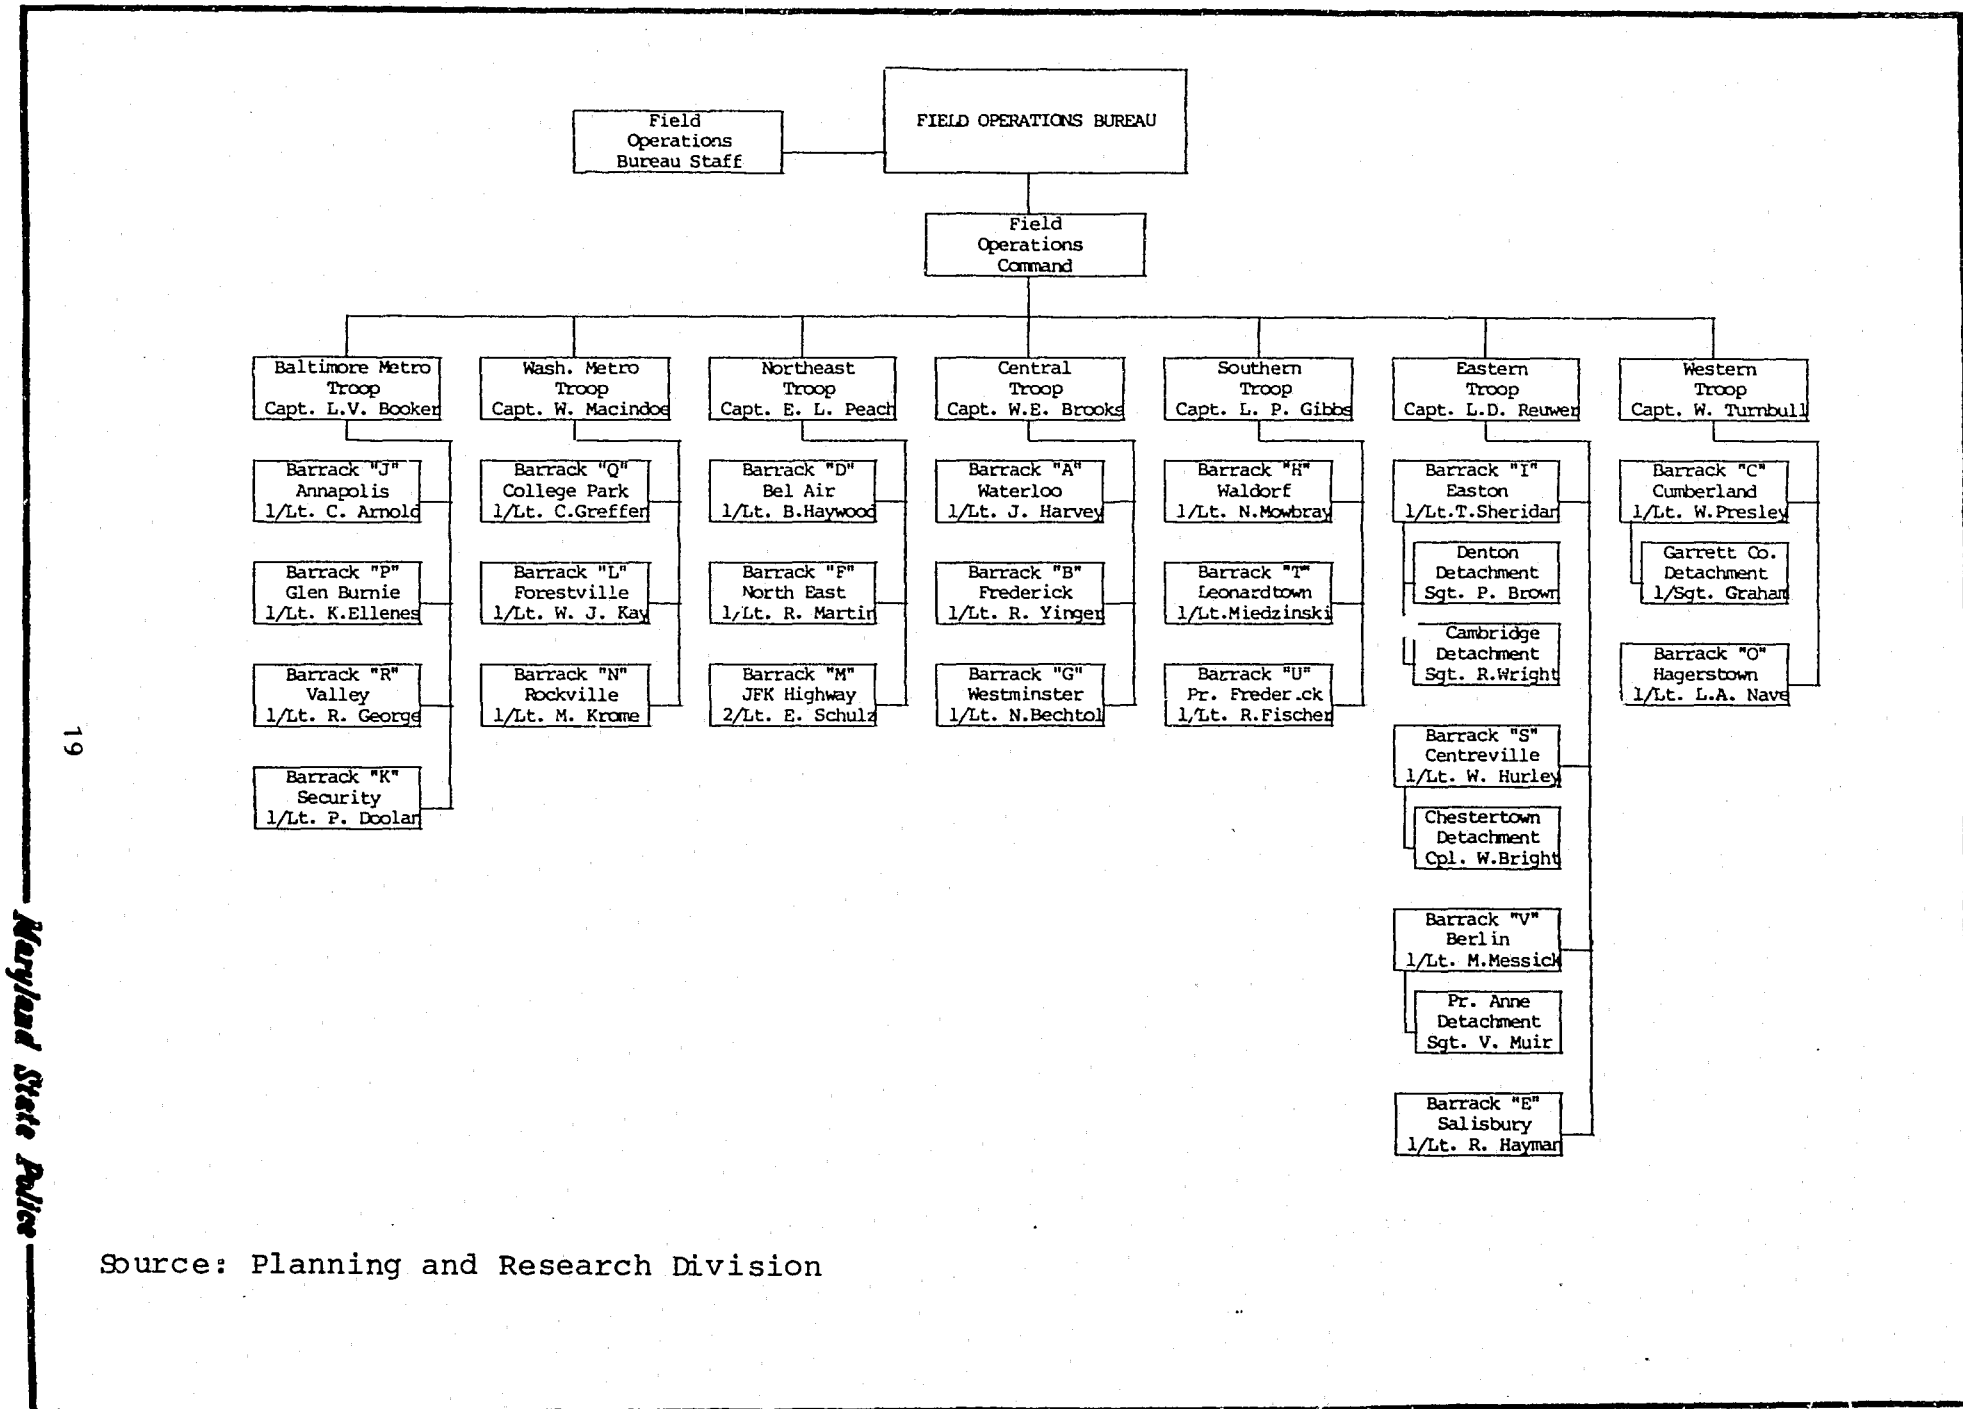 FIELD OPERATIONS BUREAU
Field
Operations
Bureau Staff
Field
Operations
Command
Baltimore Metro
Troop
Capt. L.V. Booker
Barrack "J"
Annapolis
1/Lt. C. Arnold
Barrack "P"
Glen Burnie
1/Lt. K.Ellenes
Barrack "R"
Valley
1/Lt. R. George
Barrack "K"
Security
1/Lt. P. Doolan
Wash. Metro
Troop
Capt. W. Macindoe
Barrack "Q"
College Park
1/Lt. C.Greffen
Barrack "L"
Forestville
1/Lt. W. J. Kay
Barrack "N"
Rockville
1/Lt. M. Krome
Northeast
Troop
Capt. E. L. Peach
Barrack "D"
Bel Air
1/Lt. B.Haywood
Barrack "F"
North East
1/Lt. R. Martin
Barrack "M"
JFK Highway
2/Lt. E. Schulz
Central
Troop
Capt. W.E. Brooks
Barrack "A"
Waterloo
1/Lt. J. Harvey
Barrack "B"
Frederick
1/Lt. R. Yinger
Barrack "G"
Westminster
1/Lt. N.Bechtol
Southern
Troop
Capt. L. P. Gibbs
Barrack "H"
Waldorf
1/Lt. N.Mowbray
Barrack "T"
Leonardtown
1/Lt.Miedzinski
Barrack "U"
Pr. Freder.ck
1/Lt. R.Fischer
Eastern
Troop
Capt. L.D. Reuwer
Barrack "I"
Easton
1/Lt.T.Sheridan
Denton
Detachment
Sgt. P. Brown
Cambridge
Detachment
Sgt. R.Wright
Barrack "S"
Centreville
1/Lt. W. Hurley
Chestertown
Detachment
Cpl. W.Bright
Barrack "V"
Berlin
1/Lt. M.Messick
Pr. Anne
Detachment
Sgt. V. Muir
Barrack "E"
Salisbury
1/Lt. R. Hayman
Western
Troop
Capt. W. Turnbull
Barrack "C"
Cumberland
1/Lt. W.Presley
Garrett Co.
Detachment
1/Sgt. Graham
Barrack "O"
Hagerstown
1/Lt. L.A. Nave
Source: Planning and Research Division
19
Maryland State Police